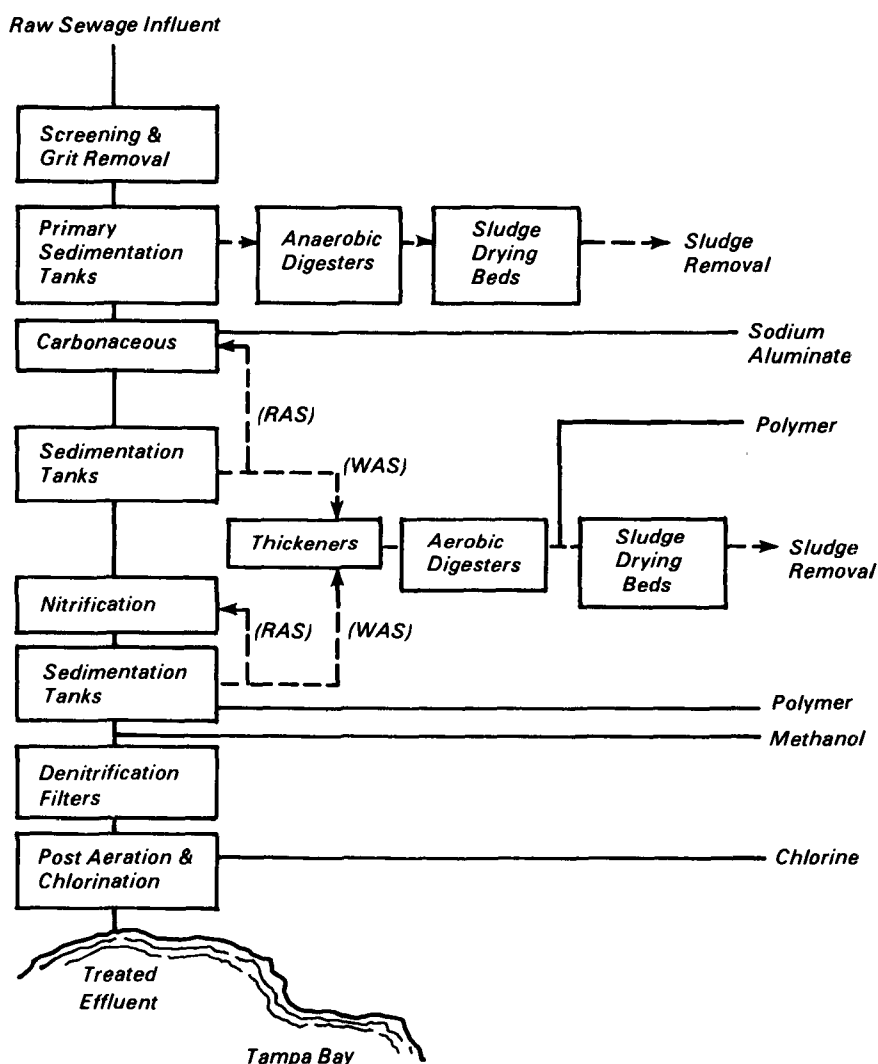 Raw Sewage Influent
Screening &
Grit Removal
Primary
Sedimentation
Tanks
Anaerobic
Digesters
Sludge
Drying
Beds
Sludge
Removal
Carbonaceous
Sodium
Aluminate
(RAS)
Polymer
Sedimentation
Tanks
(WAS)
Thickeners
Aerobic
Digesters
Sludge
Drying
Beds
Sludge
Removal
Nitrification
(RAS)
(WAS)
Sedimentation
Tanks
Polymer
Methanol
Denitrification
Filters
Post Aeration &
Chlorination
Chlorine
Treated
Effluent
Tampa Bay